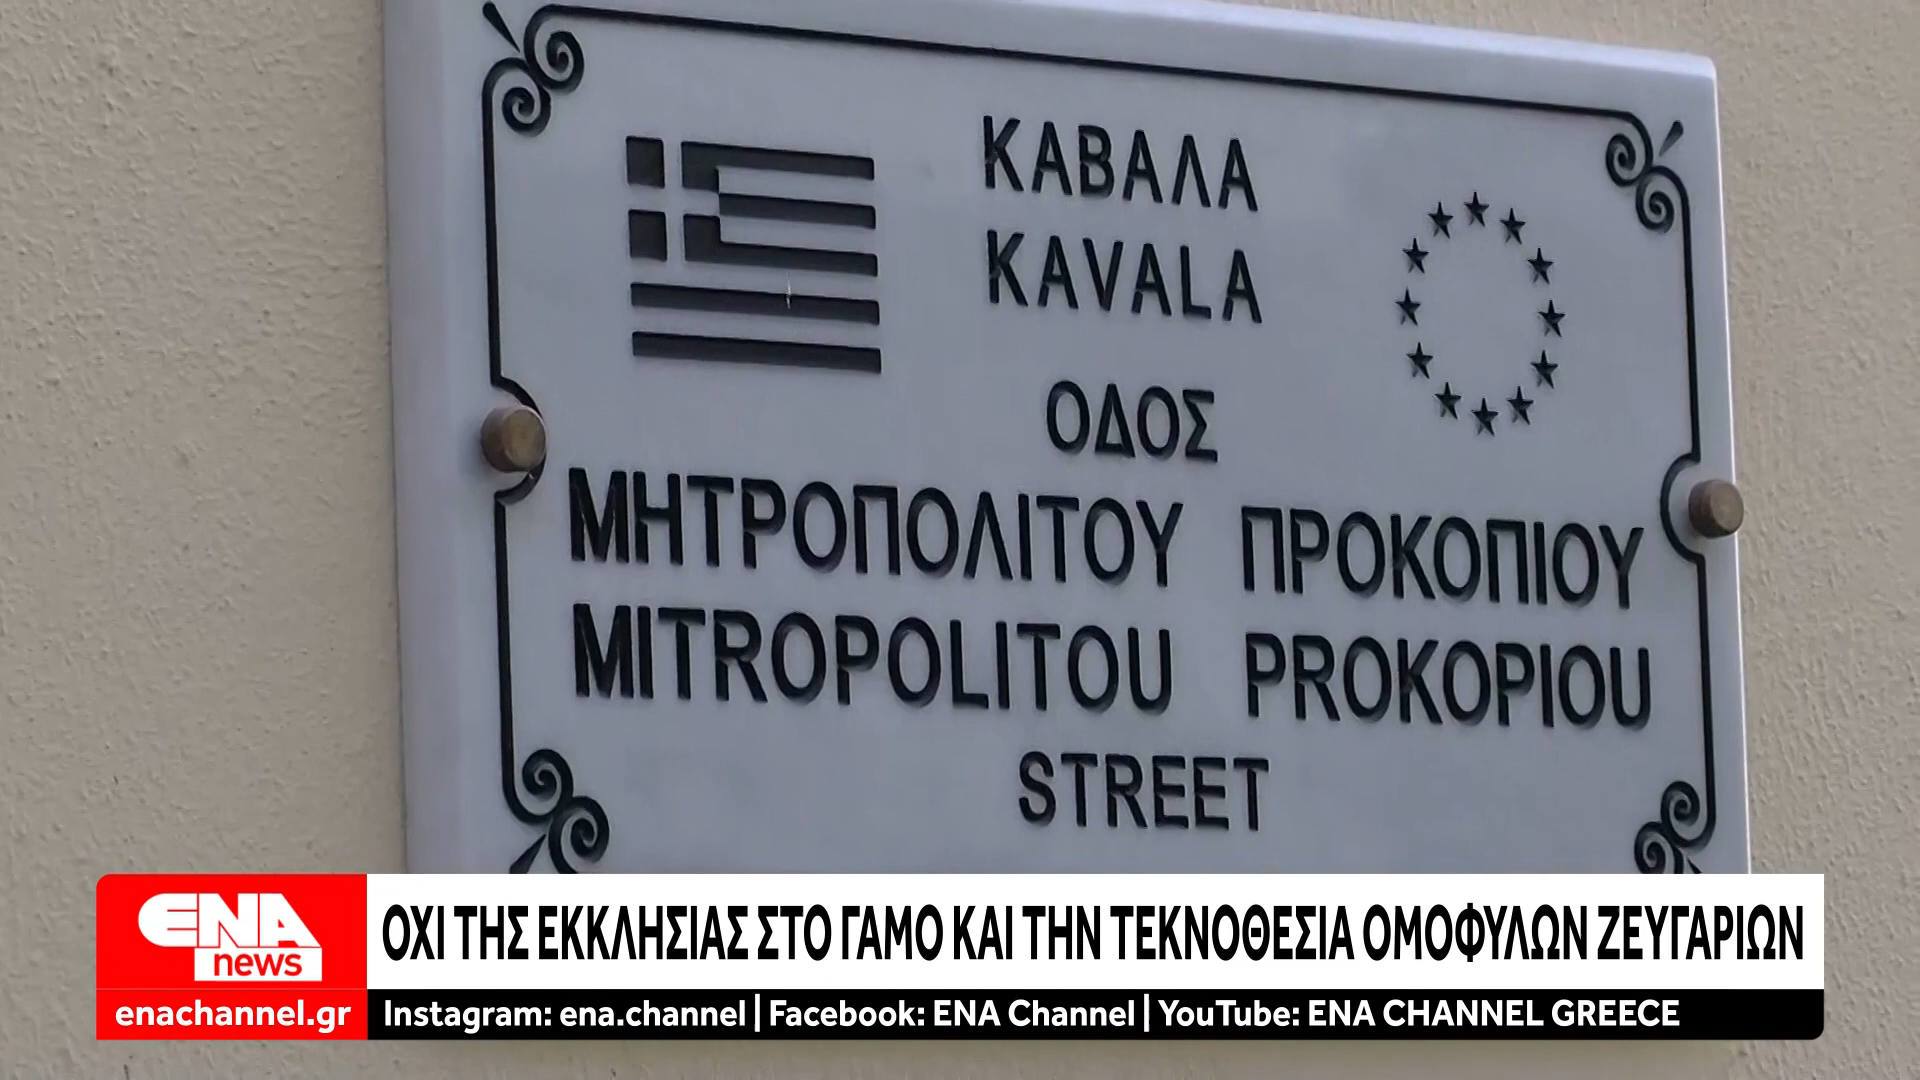 ΚΑΒΑΛΑ
KAVALA
ΟΔΟΣ
ΜΗΤΡΟΠΟΛΙΤΟΥ ΠΡΟΚΟΠΙΟΥ
MITROPOLITOU PROKOPIOU
STREET
ENA
news
ΟΧΙ ΤΗΣ ΕΚΚΛΗΣΙΑΣ ΣΤΟ ΓΑΜΟ ΚΑΙ ΤΗΝ ΤΕΚΝΟΘΕΣΙΑ ΟΜΟΦΥΛΩΝ ΖΕΥΓΑΡΙΩΝ
enachannel.gr
Instagram: ena.channel | Facebook: ENA Channel | YouTube: ENA CHANNEL GREECE